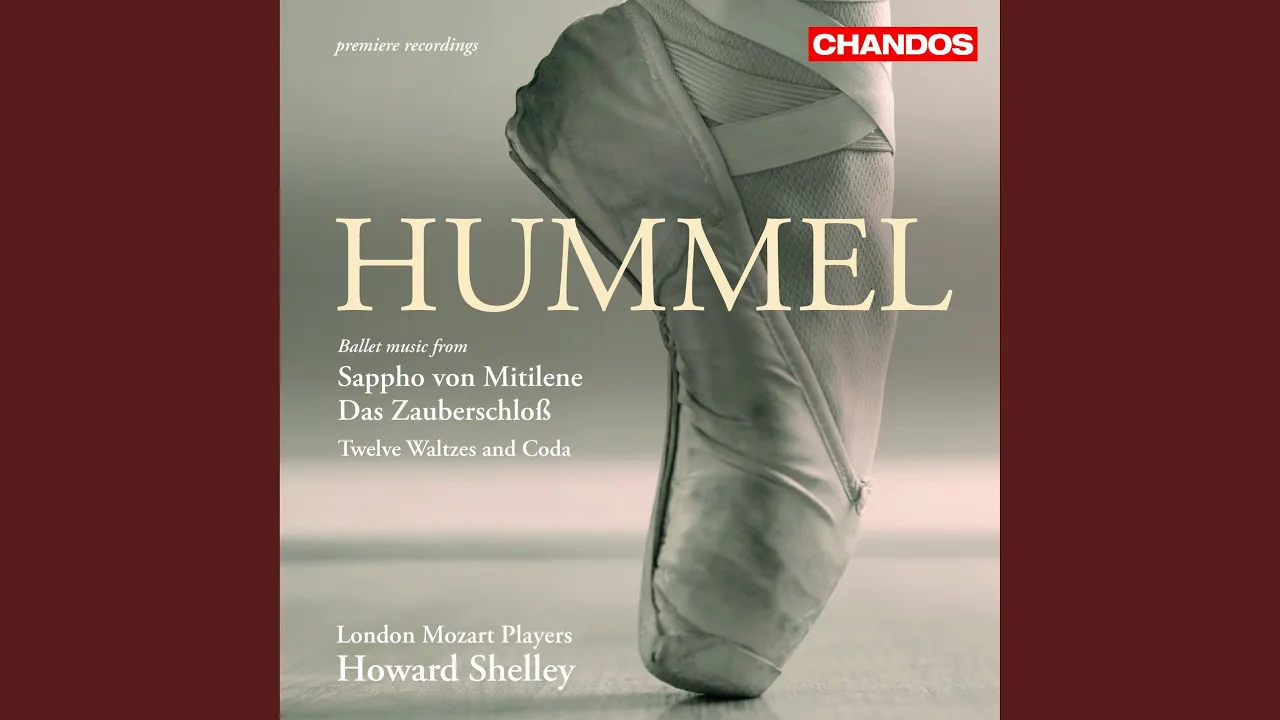 premiere recordings
CHANDOS
HUMMEL
Ballet music from
Sappho von Mitilene
Das Zauberschloß
Twelve Waltzes and Coda
London Mozart Players
Howard Shelley